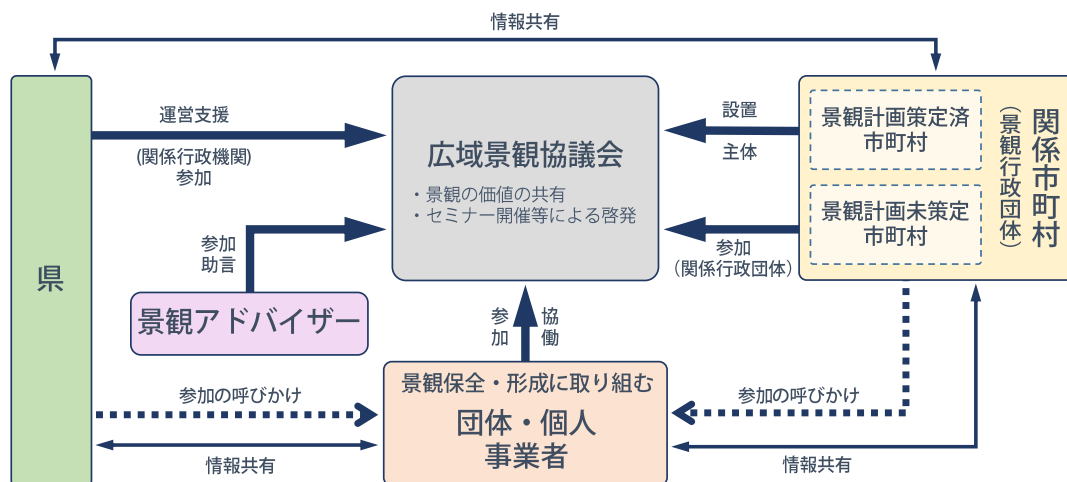 情報共有
県
運営支援
(関係行政機関)
参加
参加
助言
景観アドバイザー
広域景観協議会
・景観の価値の共有
・セミナー開催等による啓発
設置
主体
参加
（関係行政団体）
景観計画策定済
市町村
景観計画未策定
市町村
関係市町村
（景観行政団体）
参加
協働
景観保全・形成に取り組む
団体・個人
事業者
参加の呼びかけ
情報共有
参加の呼びかけ
情報共有